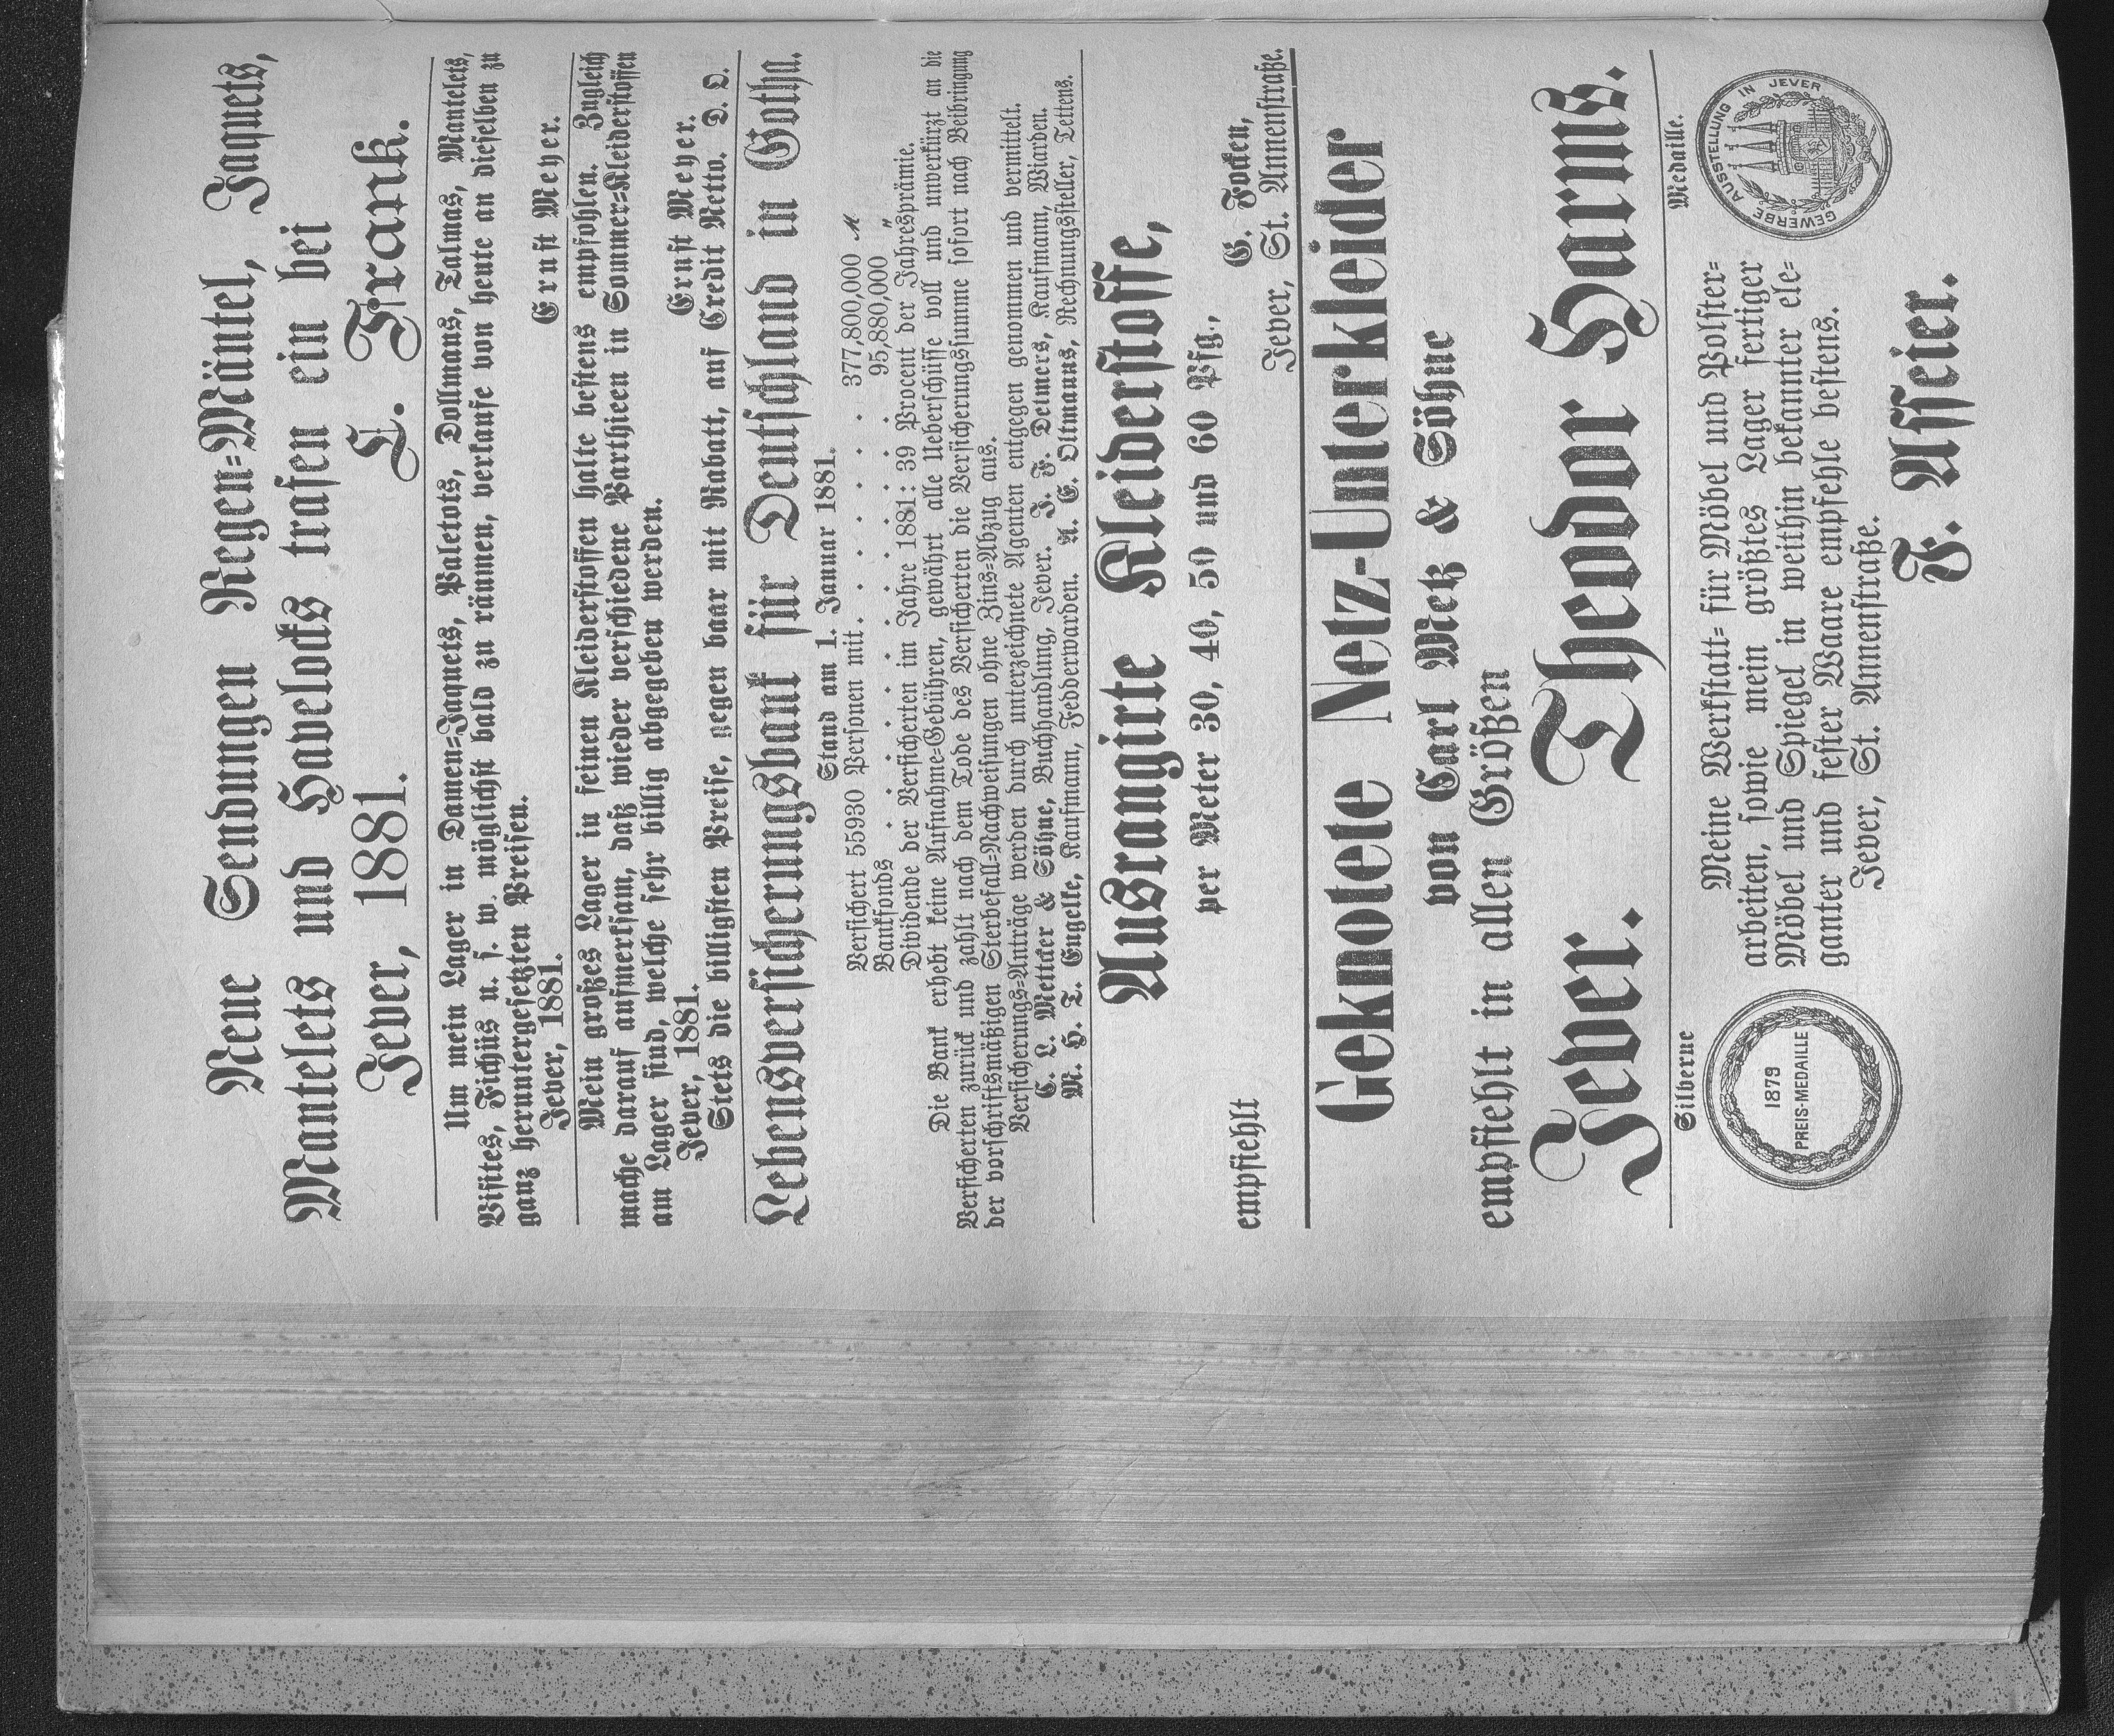 Neue Sendungen Regen-Mäntel, Jaquets,
Mantelets und Havelocks trafen ein bei
Jever, 1881. L. Frank.
Um mein Lager in Damen-Jaquets, Paletots, Dollmans, Talmas, Mantelets,
Visites, Fichüs u. s. w. möglichst bald zu räumen, verkaufe von heute an dieselben zu
ganz heruntergesetzten Preisen.
Jever, 1881. Ernst Meyer.
Mein großes Lager in feinen Kleiderstoffen halte bestens empfohlen. Zugleich
mache darauf aufmerksam, daß wieder verschiedene Parthieen in Sommer-Kleiderstoffen
am Lager sind, welche sehr billig abgegeben werden.
Jever, 1881. Ernst Meyer.
Stets die billigsten Preise, gegen baar mit Rabatt, auf Credit Netto. D. O.
Lebensversicherungsbank für Deutschland in Gotha.
Stand am 1. Januar 1881.
Versichert 55930 Personen mit . . . . . . . 377,800,000 M
Bankfonds . . . . . . . . . . . . . 95,880,000 "
Dividende der Versicherten im Jahre 1881: 39 Procent der Jahresprämie.
Die Bank erhebt keine Aufnahme-Gebühren, gewährt alle Ueberschüsse voll und unverkürzt an die
Versicherten zurück und zahlt nach dem Tode des Versicherten die Versicherungssumme sofort nach Beibringung
der vorschriftsmäßigen Sterbefall-Nachweisungen ohne Zins-Abzug aus.
Versicherungs-Anträge werden durch unterzeichnete Agenten entgegen genommen und vermittelt.
C. L. Mettcker & Söhne, Buchhandlung, Jever. J. F. Detmers, Kaufmann, Wiarden.
M. H. T. Engelke, Kaufmann, Fedderwarden. A. E. Oltmanns, Rechnungssteller, Tettens.
Ausrangirte Kleiderstoffe,
per Meter 30, 40, 50 und 60 Pfg.,
empfiehlt G. Focken,
Jever, St. Annenstraße.
Geknotete Netz-Unterkleider
von Carl Metz & Söhne
empfiehlt in allen Größen
Jever. Theodor Harms.
Silberne Medaille.
1879
PREIS-MEDAILLE
GEWERBE AUSSTELLUNG IN JEVER
Meine Werkstatt- für Möbel und Polster-
arbeiten, sowie mein größtes Lager fertiger
Möbel und Spiegel in weithin bekannter ele-
ganter und fester Waare empfehle bestens.
Jever, St. Annenstraße.
F. Asseier.